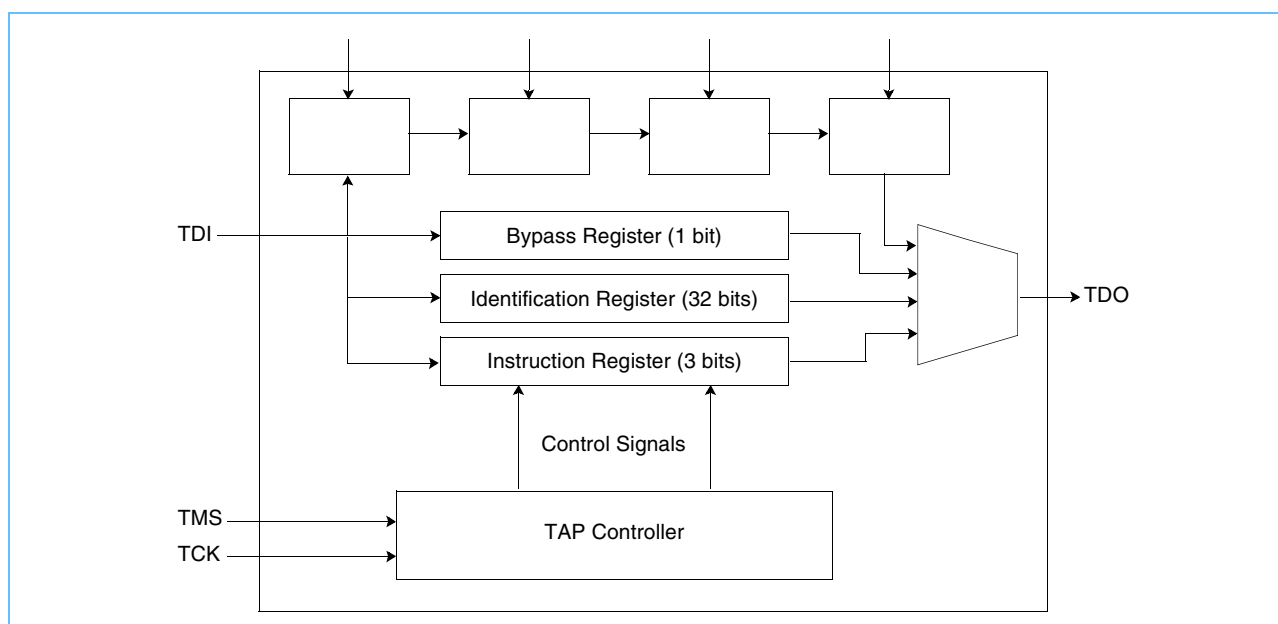 TDI
Bypass Register (1 bit)
Identification Register (32 bits)
TDO
Instruction Register (3 bits)
Control Signals
TMS
TAP Controller
TCK